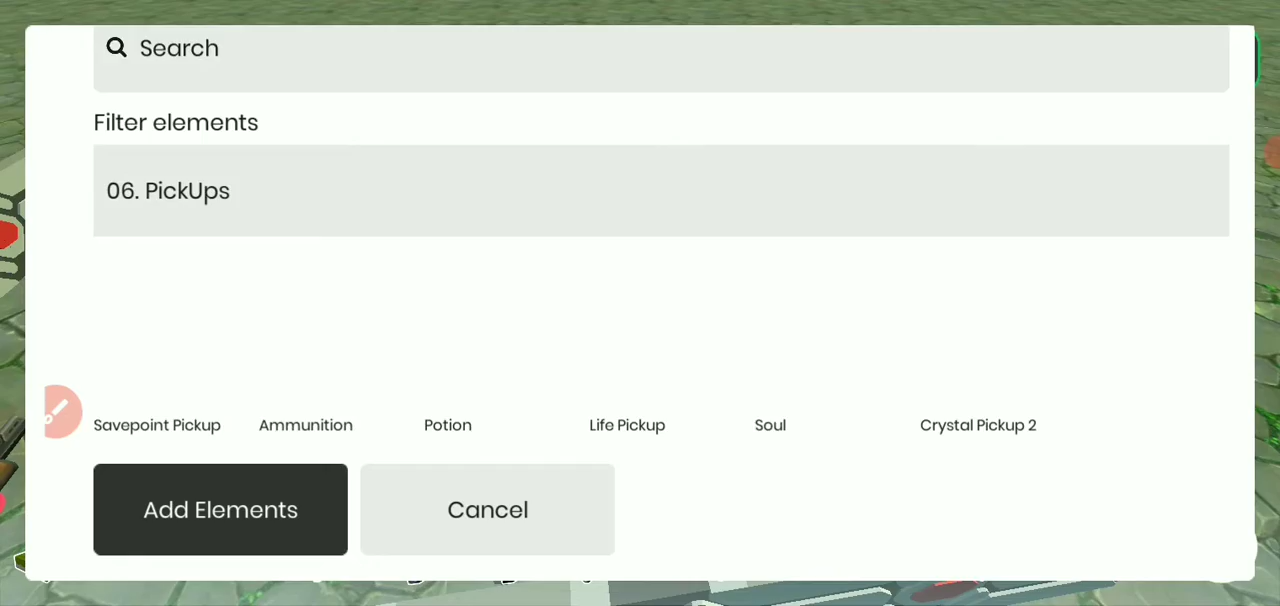 Search
Filter elements
06. PickUps
Savepoint Pickup Ammunition Potion Life Pickup Soul Crystal Pickup 2
Add Elements Cancel